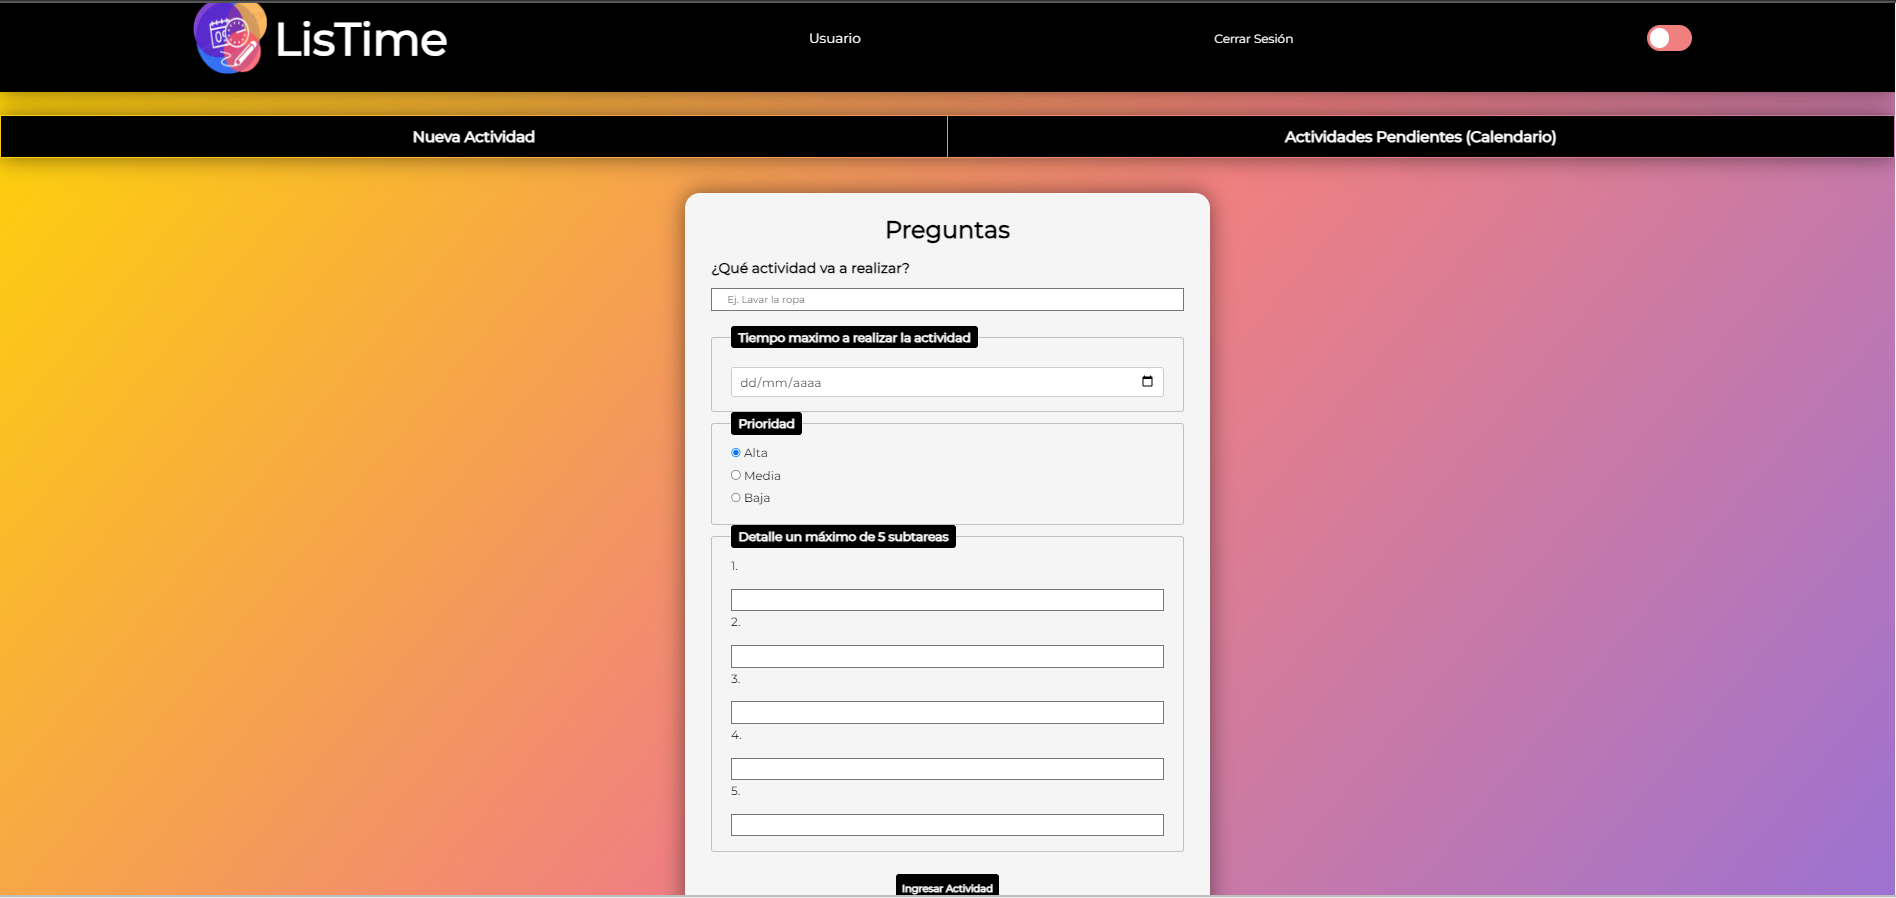 LisTime
Usuario
Cerrar Sesión
Nueva Actividad
Actividades Pendientes (Calendario)
Preguntas
¿Qué actividad va a realizar?
Ej. Lavar la ropa
Tiempo maximo a realizar la actividad
dd/mm/aaaa
Prioridad
Alta
Media
Baja
Detalle un máximo de 5 subtareas
1.
2.
3.
4.
5.
Ingresar Actividad